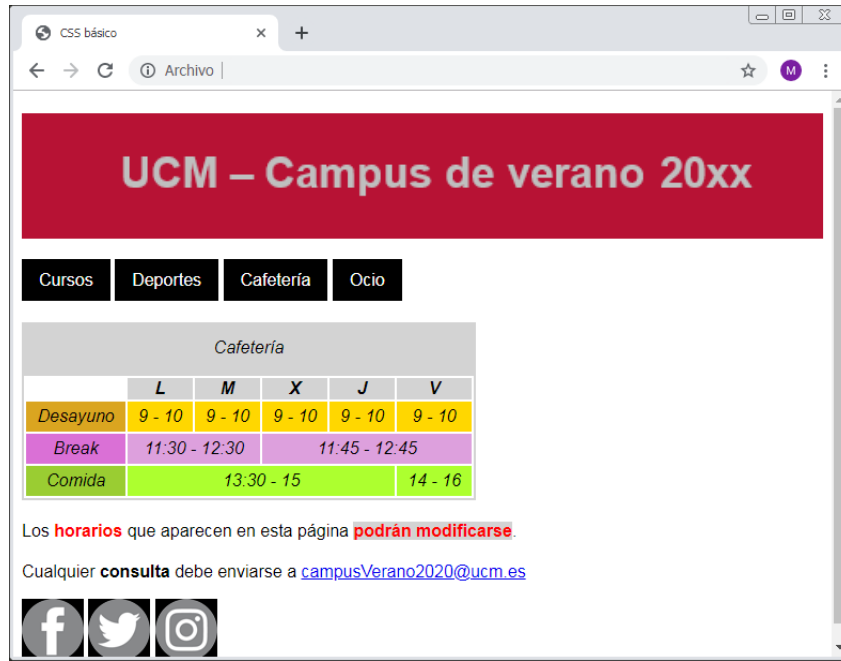 CSS básico
Archivo
M
UCM – Campus de verano 20xx
Cursos Deportes Cafetería Ocio
Cafetería
L M X J V
Desayuno 9 - 10 9 - 10 9 - 10 9 - 10 9 - 10
Break 11:30 - 12:30 11:45 - 12:45
Comida 13:30 - 15 14 - 16
Los horarios que aparecen en esta página podrán modificarse.
Cualquier consulta debe enviarse a campusVerano2020@ucm.es